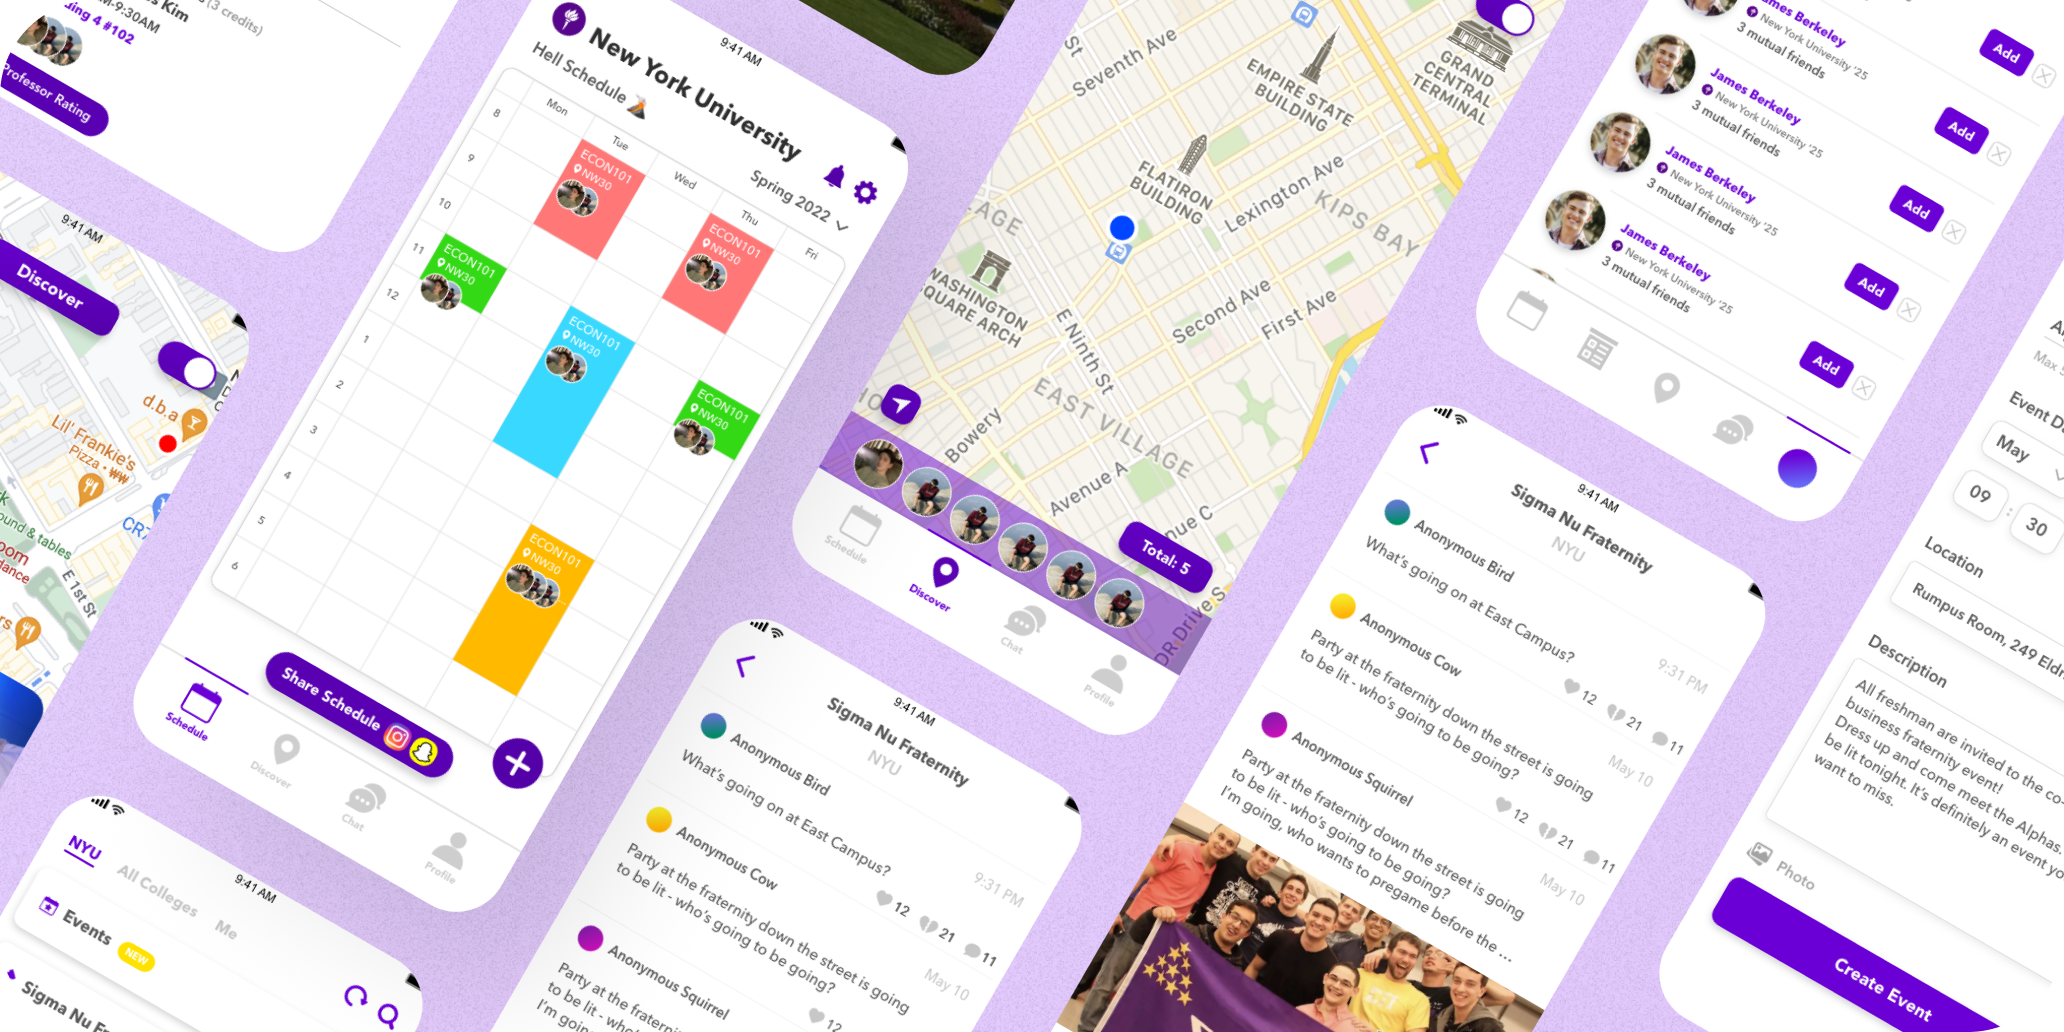 s Kim
(3 credits)
M-9:30AM
ding 4 #102
Professor Rating
9:41 AM
Discover
d.b.a
Lil' Frankie's
Pizza • ₩₩
ound & tables
E 1st St
NYU
All Colleges
Me
9:41 AM
Events
NEW
Sigma Nu Fr
9:41 AM
New York University
Hell Schedule
Spring 2022
Mon
Tue
Wed
Thu
Fri
8
9
10
11
12
1
2
3
4
5
6
ECON101
NW30
ECON101
NW30
ECON101
NW30
ECON101
NW30
ECON101
NW30
ECON101
NW30
Share Schedule
Schedule
Discover
Chat
Profile
St
Seventh Ave
EMPIRE STATE
BUILDING
GRAND
CENTRAL
TERMINAL
FLATIRON
BUILDING
Lexington Ave
KIPS BAY
LAGE
WASHINGTON
QUARE ARCH
Second Ave
First Ave
E Ninth St
EAST VILLAGE
HO
Bowery
Avenue A
nue C
DR Drive S
Total: 5
Schedule
Discover
Chat
Profile
9:41 AM
Sigma Nu Fraternity
NYU
Anonymous Bird
What's going on at East Campus?
9:31 PM
12
21
11
Anonymous Cow
Party at the fraternity down the street is going
to be lit - who's going to be going?
May 10
12
Anonymous Squirrel
Party at the fraterni
to be lit - who'
I'm goin
James Berkeley
New York University '25
3 mutual friends
Add
James Berkeley
New York University '25
3 mutual friends
Add
James Berkeley
New York University '25
3 mutual friends
Add
James Berkeley
New York University '25
3 mutual friends
Add
Add
9:41 AM
Sigma Nu Fraternity
NYU
Anonymous Bird
What's going on at East Campus?
9:31 PM
12
21
11
Anonymous Cow
Party at the fraternity down the street is going
to be lit - who's going to be going?
May 10
12
21
11
Anonymous Squirrel
Party at the fraternity down the street is going
to be lit - who's going to be going?
I'm going, who wants to pregame before the ...
May 10
Max 5
Event Da
May
09
:
30
Location
Rumpus Room, 249 Eldr
Description
All freshman are invited to the co-
business fraternity event!
Dress up and come meet the Alphas.
be lit tonight. It's definitely an event yo
want to miss.
Photo
Create Event